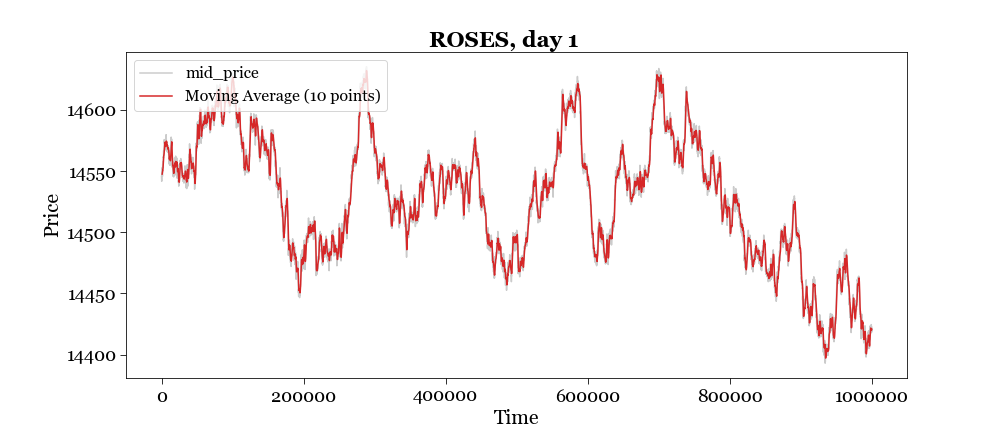 ROSES, day 1
mid_price
Moving Average (10 points)
Price
14600
14550
14500
14450
14400
0 200000 400000 600000 800000 1000000
Time